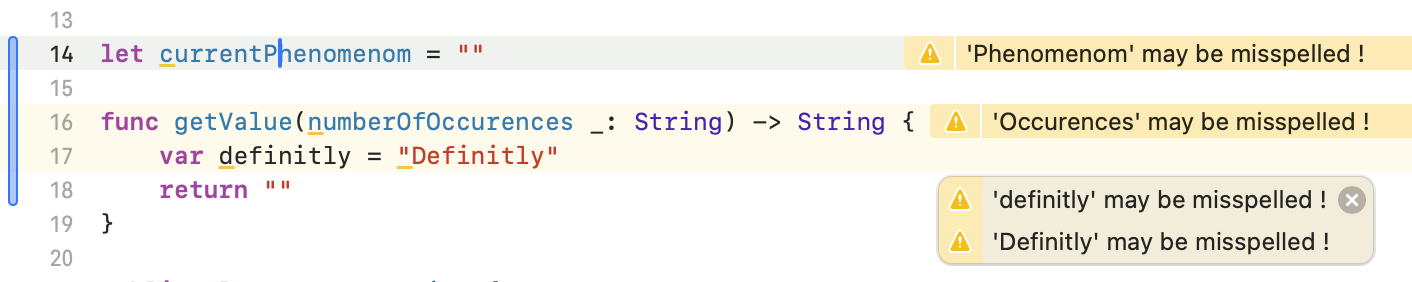 13
14 let currentPhenomenom = "" 'Phenomenom' may be misspelled !
15
16 func getValue(numberOfOccurences _: String) -> String { 'Occurences' may be misspelled !
17 var definitly = "Definitly"
18 return "" 'definitly' may be misspelled !
19 } 'Definitly' may be misspelled !
20